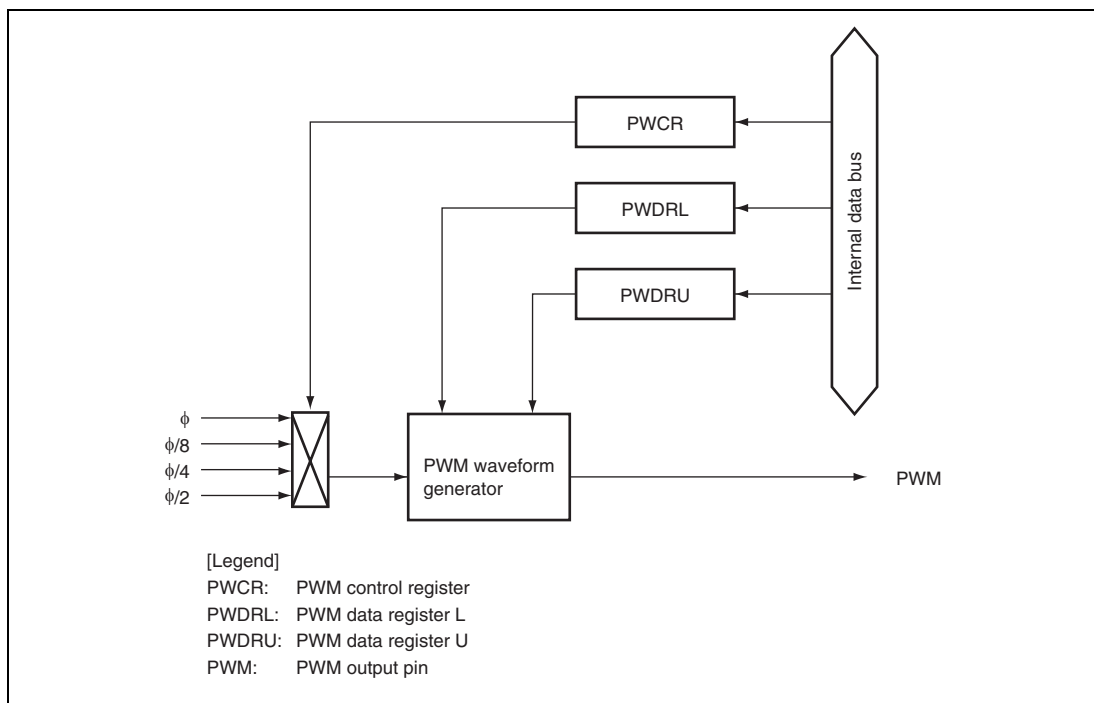 PWCR
PWDRL
PWDRU
Internal data bus
ϕ
ϕ/8
ϕ/4
ϕ/2
PWM waveform
generator
PWM
[Legend]
PWCR: PWM control register
PWDRL: PWM data register L
PWDRU: PWM data register U
PWM: PWM output pin